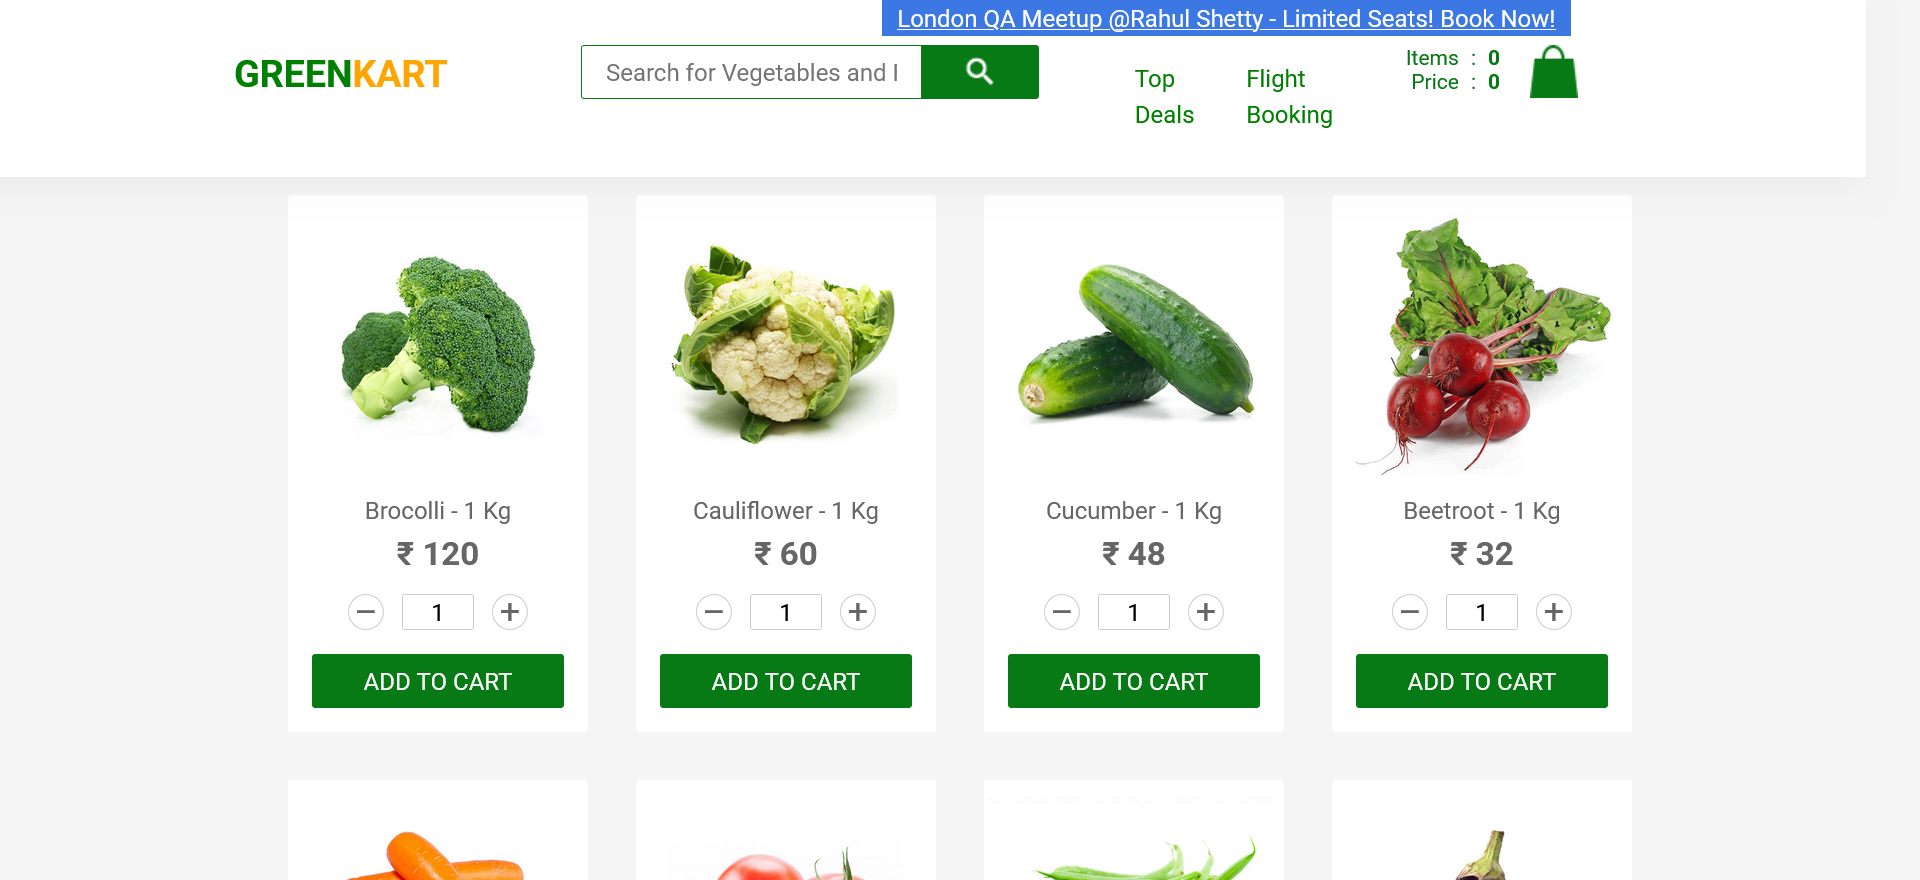 London QA Meetup @Rahul Shetty - Limited Seats! Book Now!
GREENKART
Search for Vegetables and
Top Deals
Flight Booking
Items : 0
Price : 0
Brocolli - 1 Kg
₹ 120
– 1 +
ADD TO CART
Cauliflower - 1 Kg
₹ 60
– 1 +
ADD TO CART
Cucumber - 1 Kg
₹ 48
– 1 +
ADD TO CART
Beetroot - 1 Kg
₹ 32
– 1 +
ADD TO CART